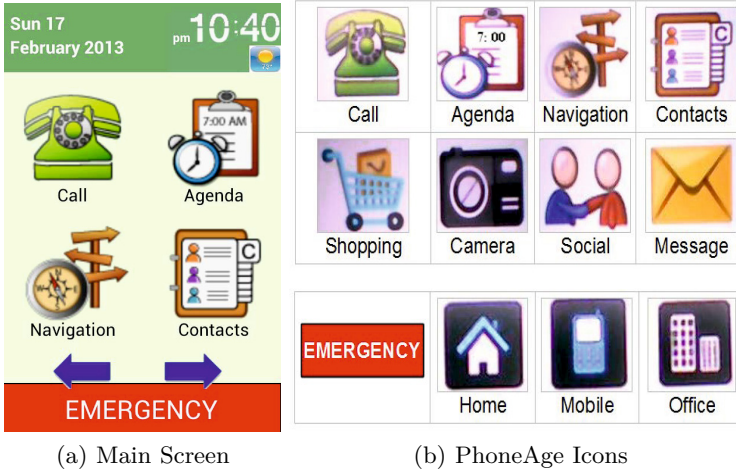 Sun 17
February 2013
pm 10:40
7:00 AM
Call
Agenda
C
Navigation
Contacts
EMERGENCY
(a) Main Screen
7: 00
C
Call
Agenda
Navigation
Contacts
Shopping
Camera
Social
Message
EMERGENCY
Home
Mobile
Office
(b) PhoneAge Icons